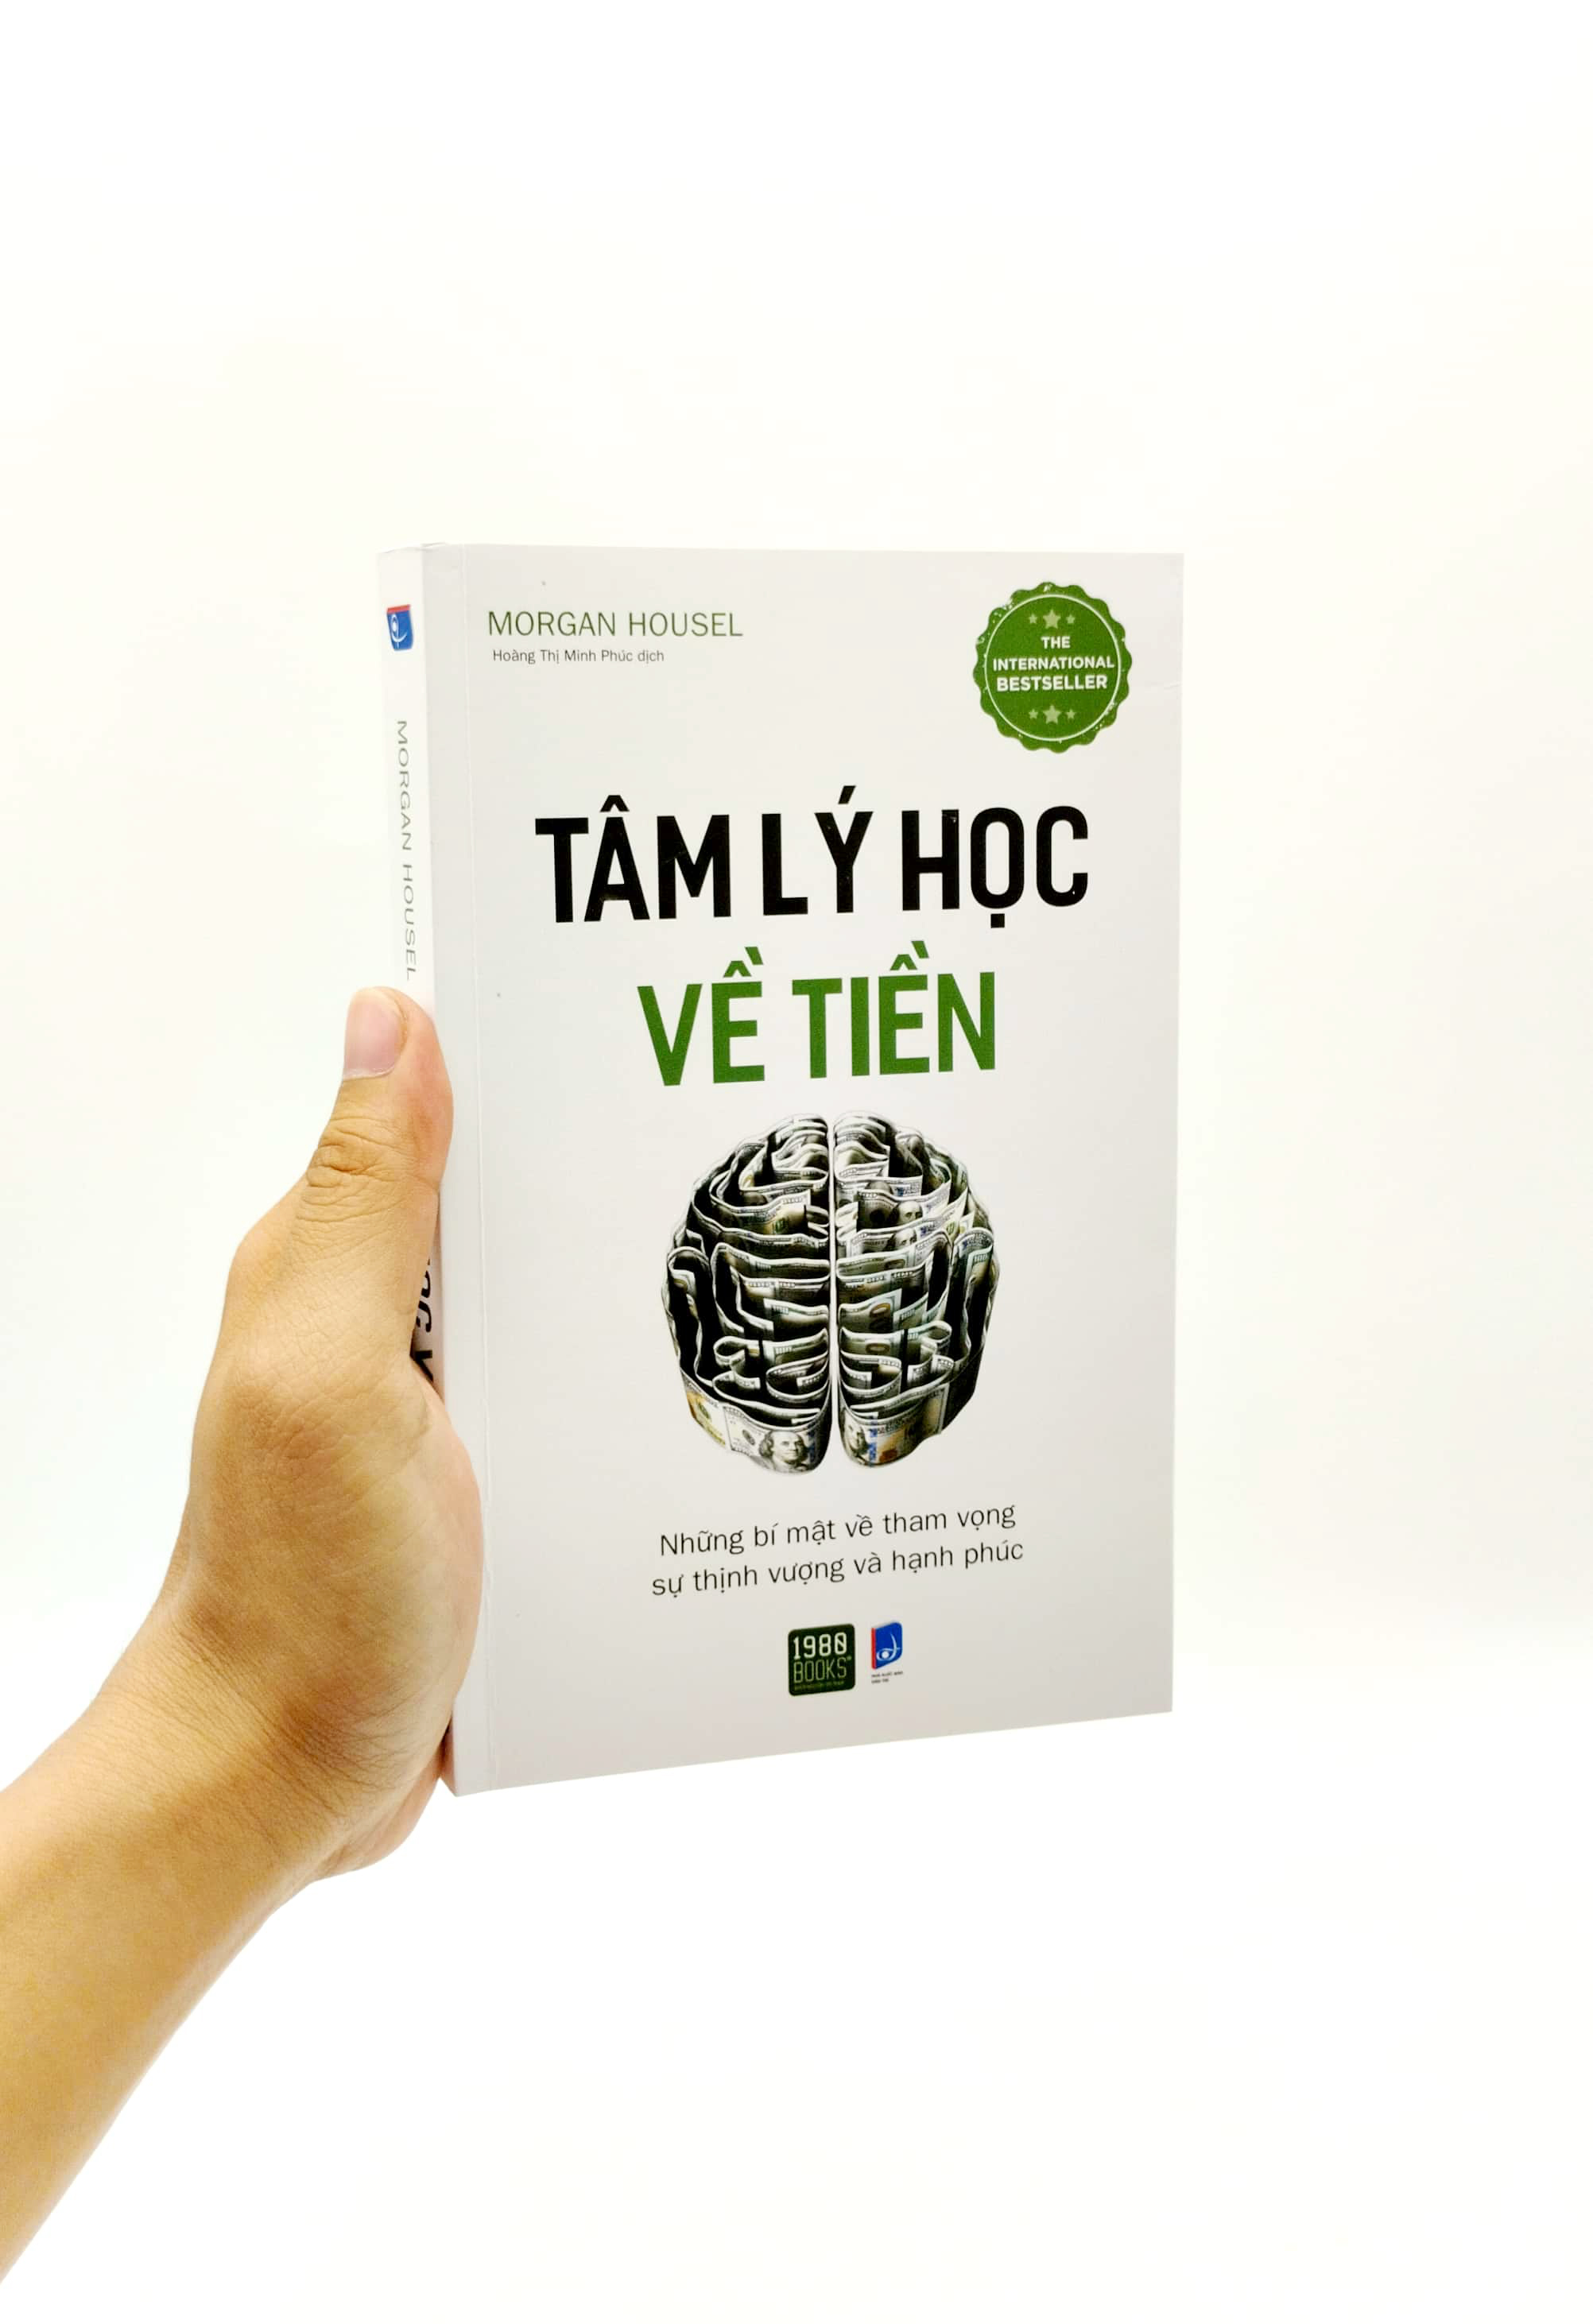 MORGAN HOUSEL
Hoàng Thị Minh Phúc dịch
THE
INTERNATIONAL
BESTSELLER
TÂM LÝ HỌC
VỀ TIỀN
Những bí mật về tham vọng
sự thịnh vượng và hạnh phúc
1980
BOOKS
MORGAN HOUSEL